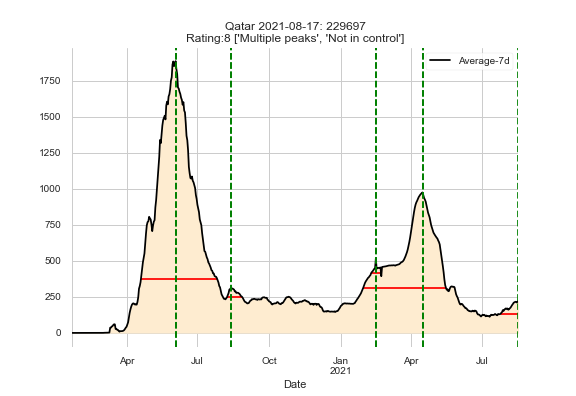 Qatar 2021-08-17: 229697
Rating:8 ['Multiple peaks', 'Not in control']
Average-7d
1750
1500
1250
1000
750
500
250
0
Apr
Jul
Oct
Jan
2021
Apr
Jul
Date